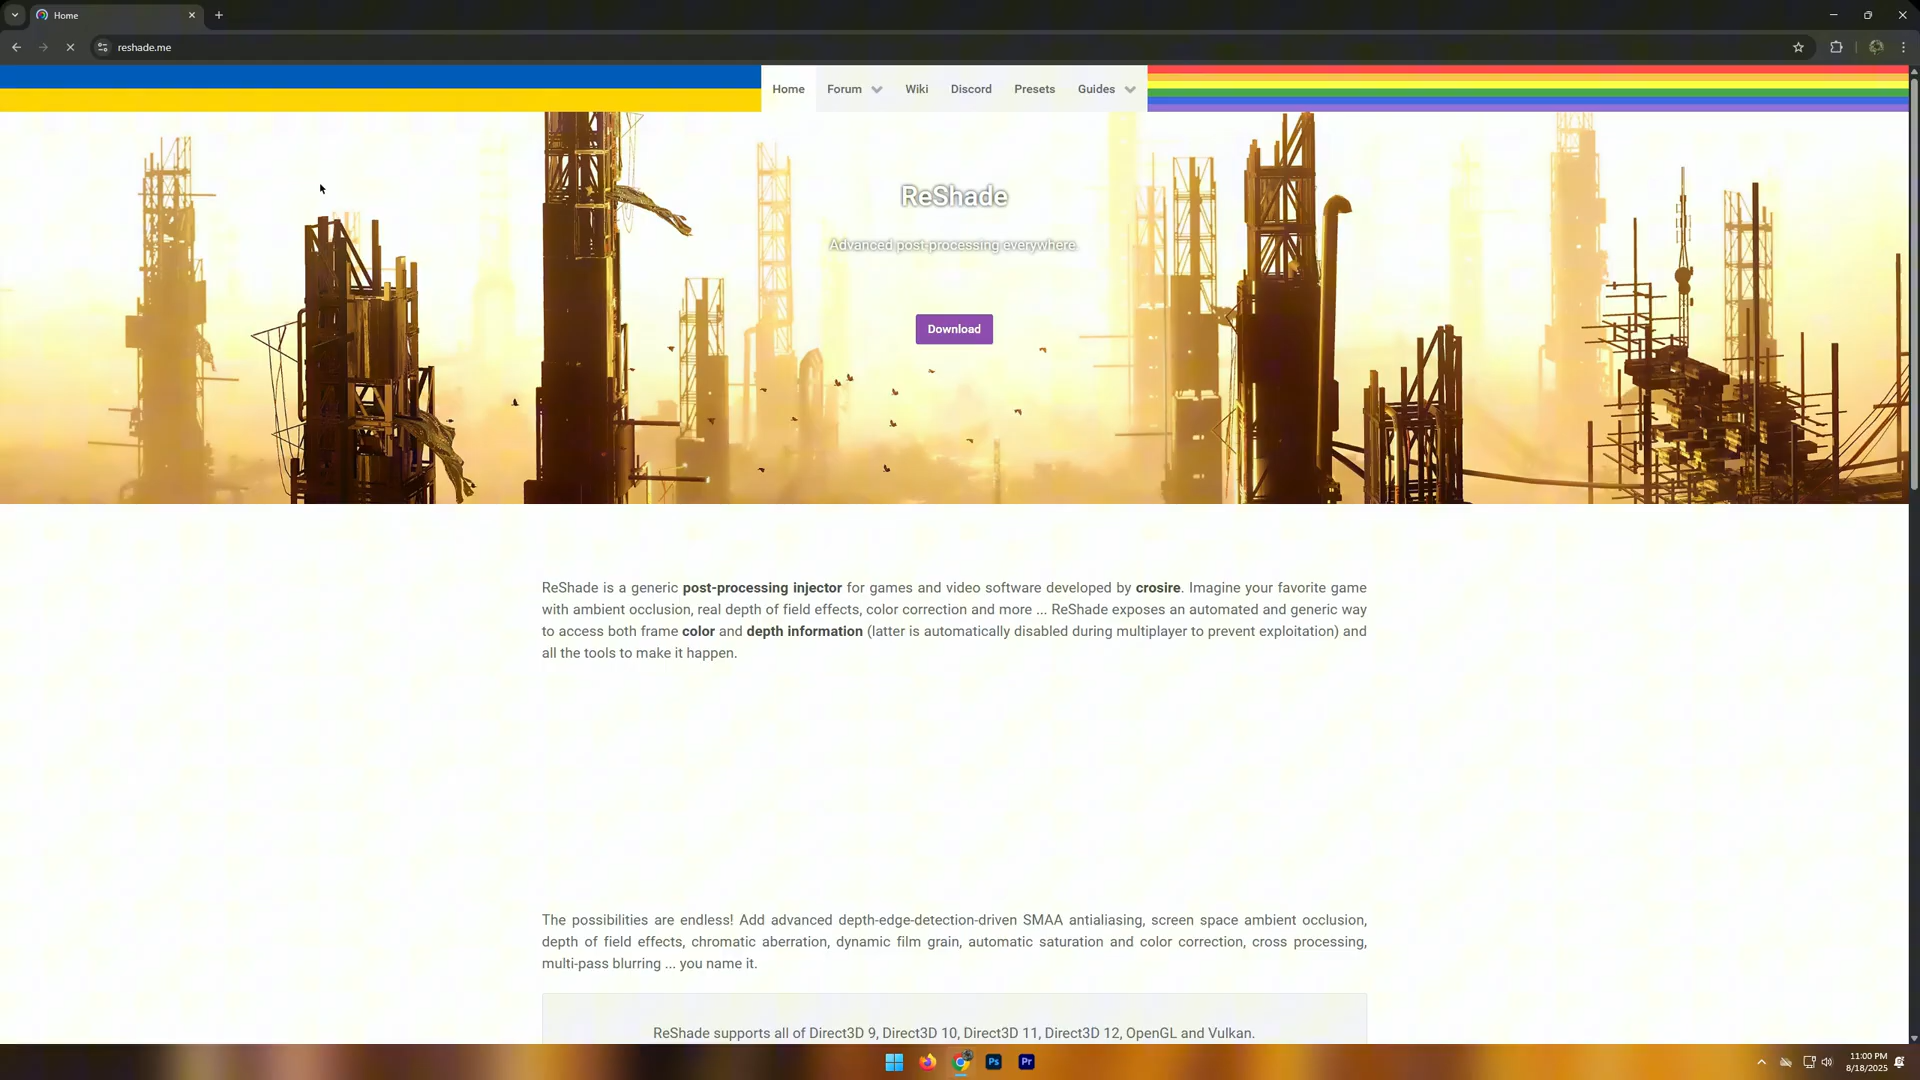 Home
reshade.me
Home Forum Wiki Discord Presets Guides
ReShade
Advanced post-processing everywhere.
Download
ReShade is a generic post-processing injector for games and video software developed by crosire. Imagine your favorite game
with ambient occlusion, real depth of field effects, color correction and more ... ReShade exposes an automated and generic way
to access both frame color and depth information (latter is automatically disabled during multiplayer to prevent exploitation) and
all the tools to make it happen.
The possibilities are endless! Add advanced depth-edge-detection-driven SMAA antialiasing, screen space ambient occlusion,
depth of field effects, chromatic aberration, dynamic film grain, automatic saturation and color correction, cross processing,
multi-pass blurring ... you name it.
ReShade supports all of Direct3D 9, Direct3D 10, Direct3D 11, Direct3D 12, OpenGL and Vulkan.
Ps Pr
11:00 PM
8/18/2025